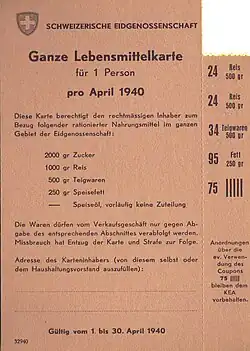 SCHWEIZERISCHE EIDGENOSSENSCHAFT
Ganze Lebensmittelkarte
für 1 Person
pro April 1940
Diese Karte berechtigt den rechtmässigen Inhaber zum
Bezug folgender rationierter Nahrungsmittel im ganzen
Gebiet der Eidgenossenschaft:
2000 gr Zucker
1000 gr Reis
500 gr Teigwaren
250 gr Speisefett
— Speiseöl, vorläufig keine Zuteilung
Die Waren dürfen vom Verkaufsgeschäft nur gegen Ab-
gabe des entsprechenden Abschnittes verabfolgt werden.
Missbrauch hat Entzug der Karte und Strafe zur Folge.
Adresse des Karteninhabers (von diesem selbst oder
dem Haushaltungsvorstand auszufüllen):
Gültig vom 1. bis 30. April 1940
32940
24 Reis
500 gr
24 Reis
500 gr
34 Teigwaren
500 gr
95 Fett
250 gr
75
Anordnungen
über die
ev. Verwen-
dung des
Coupons
75
bleiben dem
KEA
vorbehalten.